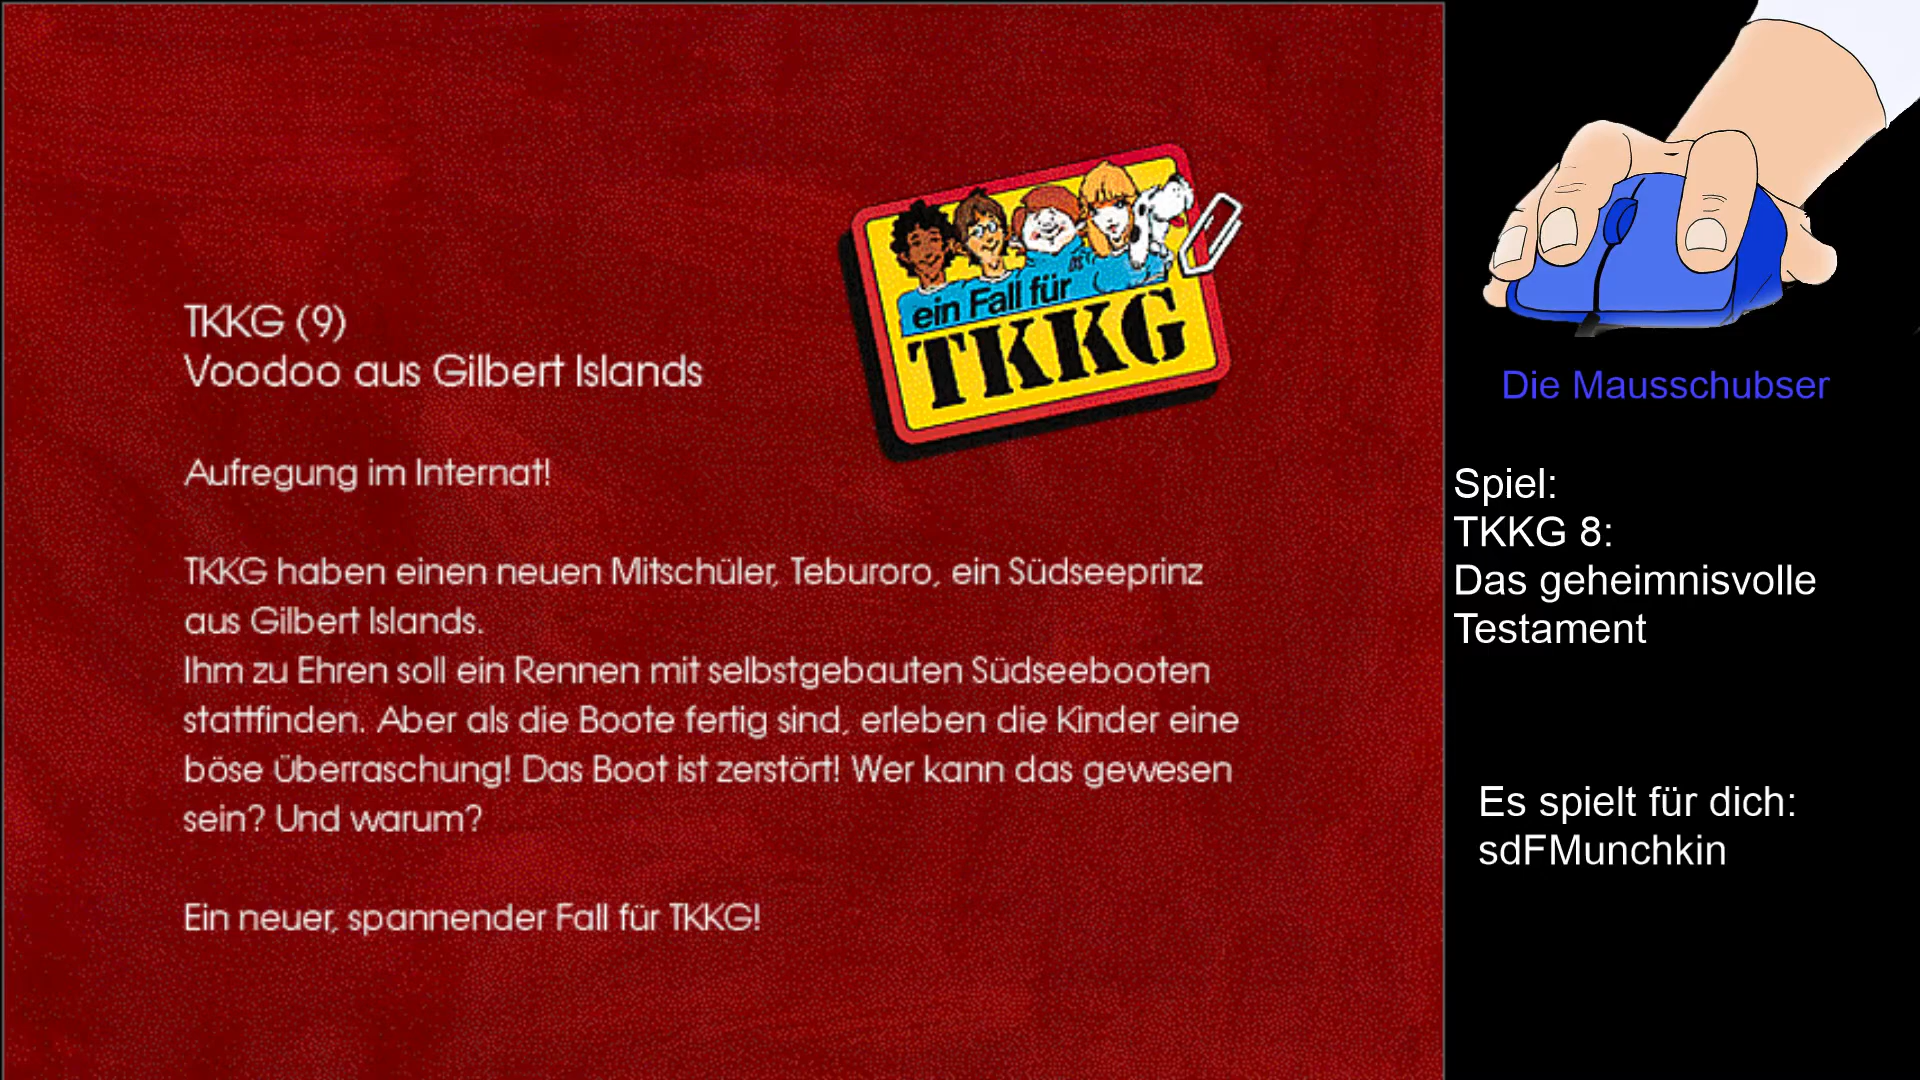 TKKG (9)
Voodoo aus Gilbert Islands
Aufregung im Internat!
TKKG haben einen neuen Mitschüler, Teburoro, ein Südseeprinz
aus Gilbert Islands.
Ihm zu Ehren soll ein Rennen mit selbstgebauten Südseebooten
stattfinden. Aber als die Boote fertig sind, erleben die Kinder eine
böse Überraschung! Das Boot ist zerstört! Wer kann das gewesen
sein? Und warum?
Ein neuer, spannender Fall für TKKG!
ein Fall für
TKKG
Die Mausschubser
Spiel:
TKKG 8:
Das geheimnisvolle
Testament
Es spielt für dich:
sdFMunchkin